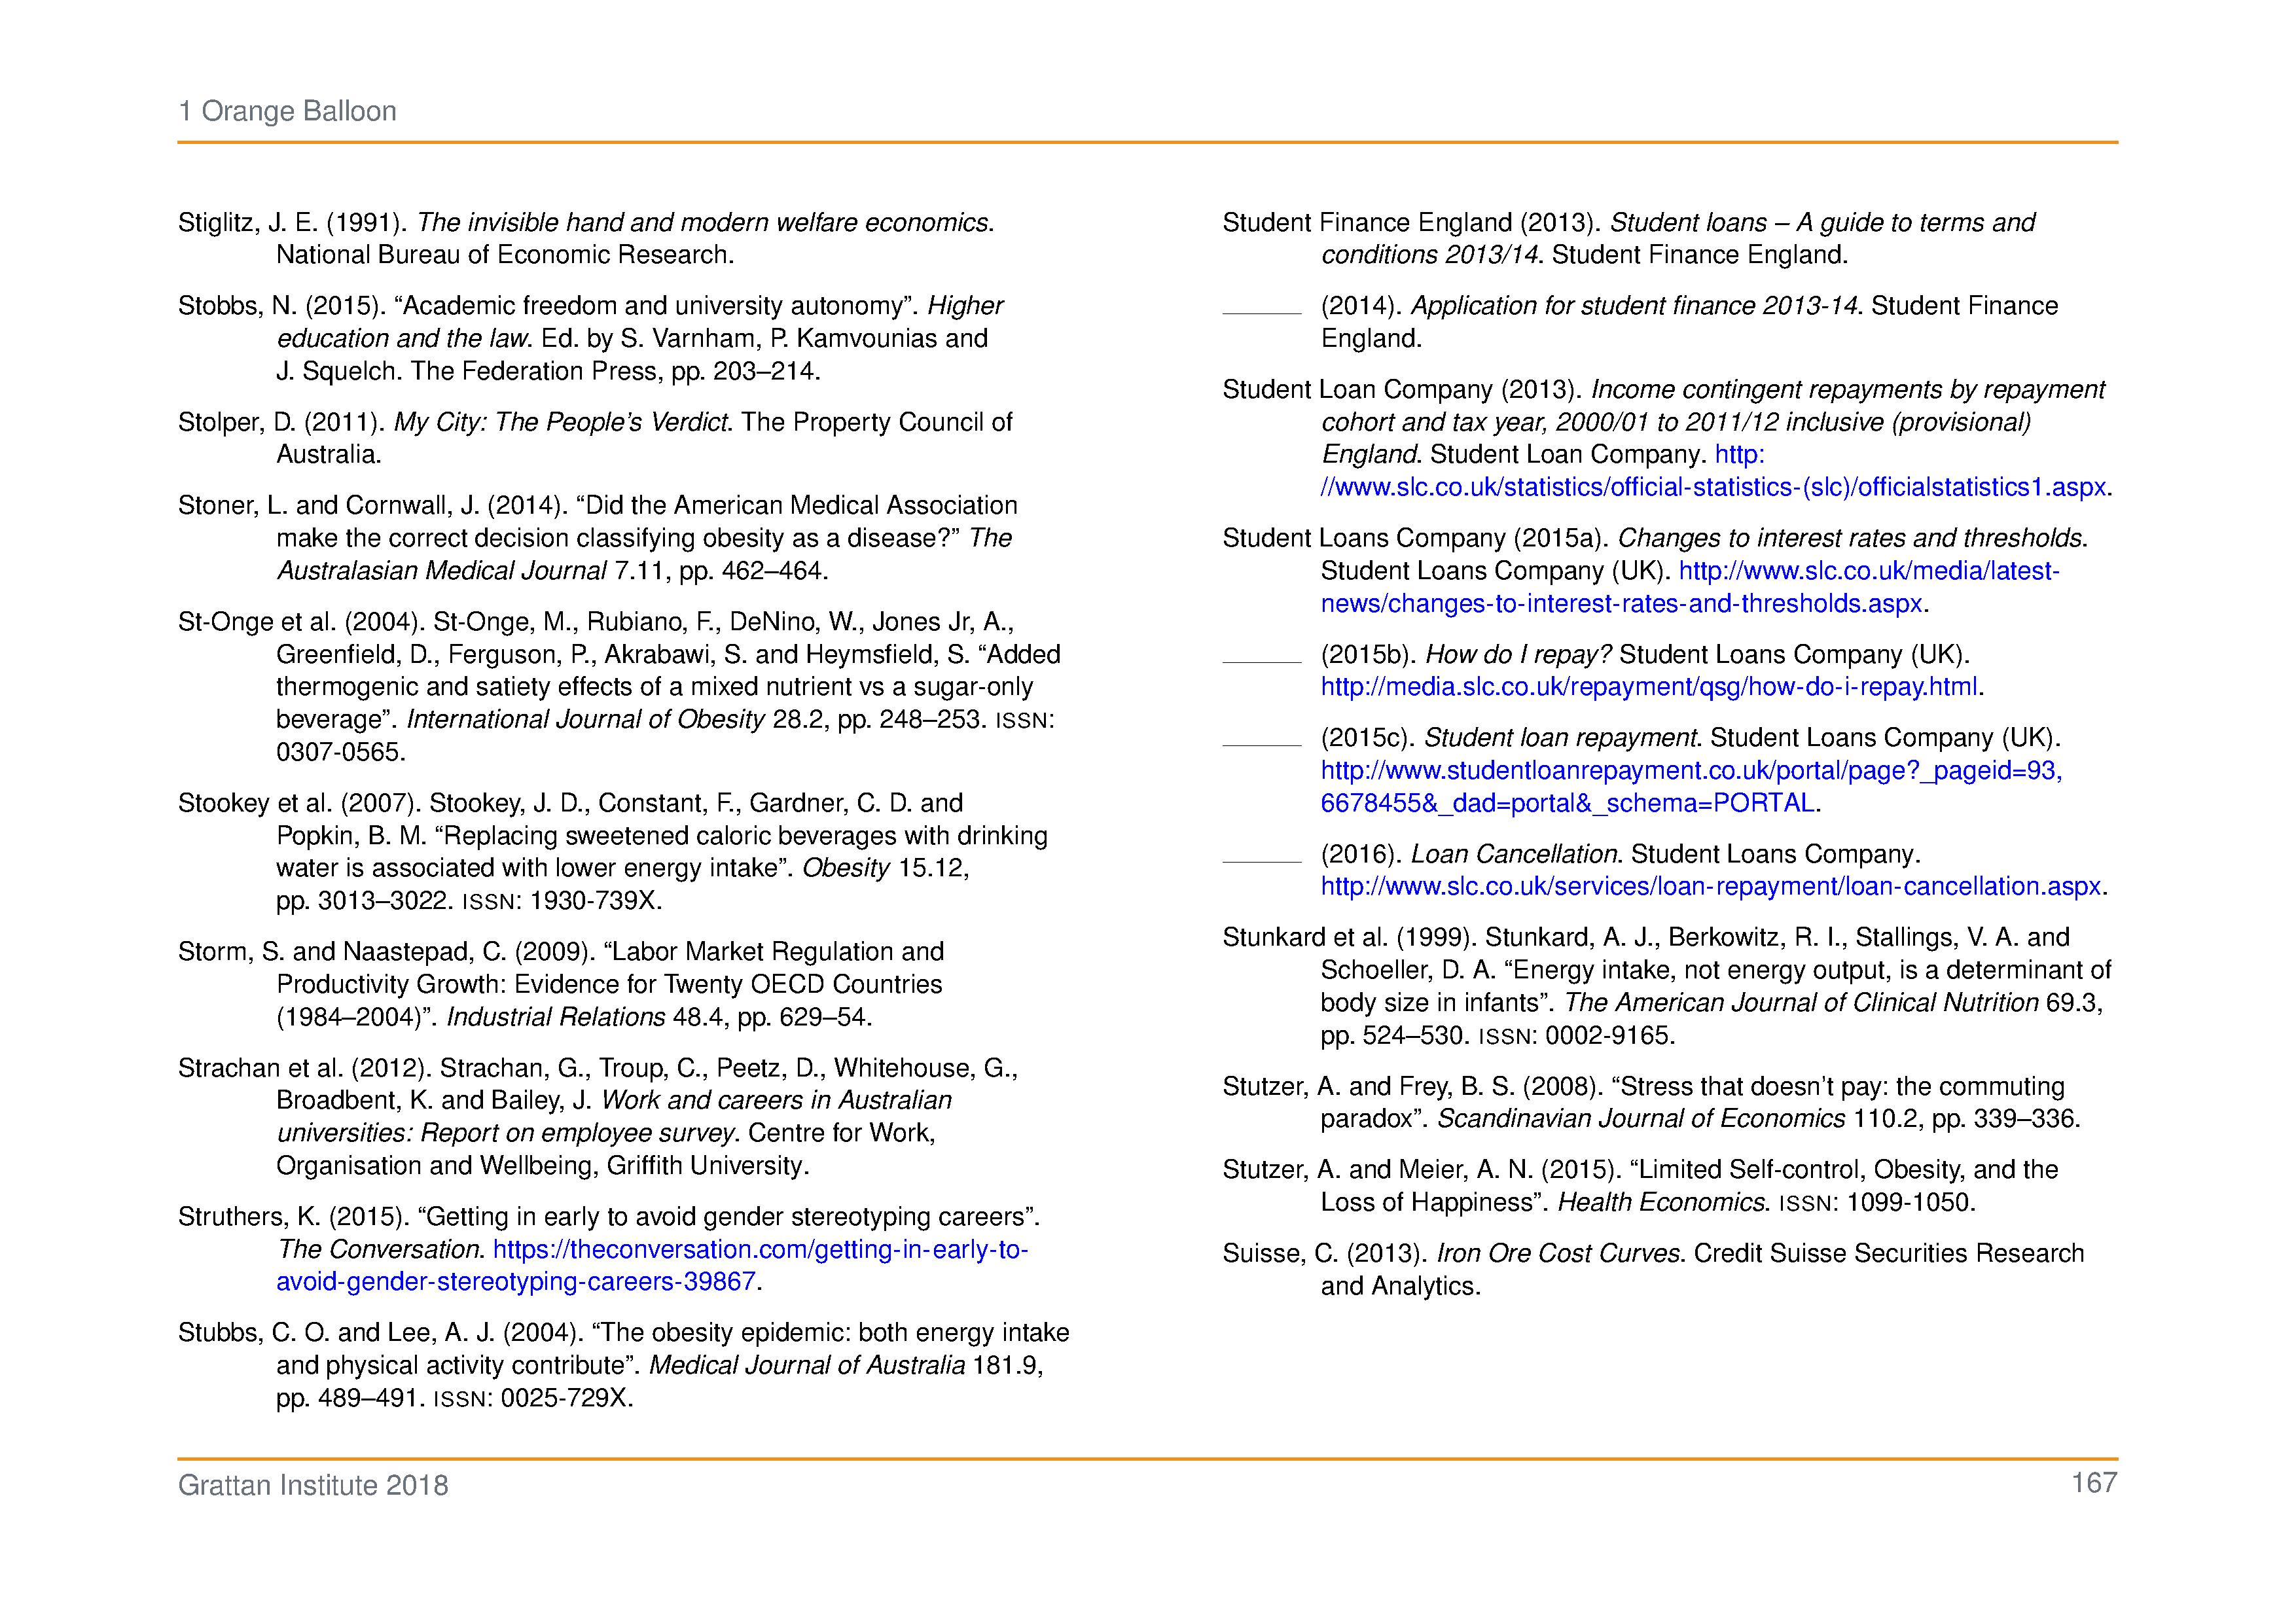 1 Orange Balloon
Stiglitz, J. E. (1991). The invisible hand and modern welfare economics.
National Bureau of Economic Research.
Stobbs, N. (2015). “Academic freedom and university autonomy”. Higher
education and the law. Ed. by S. Varnham, P. Kamvounias and
J. Squelch. The Federation Press, pp. 203–214.
Stolper, D. (2011). My City: The People’s Verdict. The Property Council of
Australia.
Stoner, L. and Cornwall, J. (2014). “Did the American Medical Association
make the correct decision classifying obesity as a disease?” The
Australasian Medical Journal 7.11, pp. 462–464.
St-Onge et al. (2004). St-Onge, M., Rubiano, F., DeNino, W., Jones Jr, A.,
Greenfield, D., Ferguson, P., Akrabawi, S. and Heymsfield, S. “Added
thermogenic and satiety effects of a mixed nutrient vs a sugar-only
beverage”. International Journal of Obesity 28.2, pp. 248–253. ISSN:
0307-0565.
Stookey et al. (2007). Stookey, J. D., Constant, F., Gardner, C. D. and
Popkin, B. M. “Replacing sweetened caloric beverages with drinking
water is associated with lower energy intake”. Obesity 15.12,
pp. 3013–3022. ISSN: 1930-739X.
Storm, S. and Naastepad, C. (2009). “Labor Market Regulation and
Productivity Growth: Evidence for Twenty OECD Countries
(1984–2004)”. Industrial Relations 48.4, pp. 629–54.
Strachan et al. (2012). Strachan, G., Troup, C., Peetz, D., Whitehouse, G.,
Broadbent, K. and Bailey, J. Work and careers in Australian
universities: Report on employee survey. Centre for Work,
Organisation and Wellbeing, Griffith University.
Struthers, K. (2015). “Getting in early to avoid gender stereotyping careers”.
The Conversation. https://theconversation.com/getting-in-early-to-
avoid-gender-stereotyping-careers-39867.
Stubbs, C. O. and Lee, A. J. (2004). “The obesity epidemic: both energy intake
and physical activity contribute”. Medical Journal of Australia 181.9,
pp. 489–491. ISSN: 0025-729X.
Student Finance England (2013). Student loans – A guide to terms and
conditions 2013/14. Student Finance England.
(2014). Application for student finance 2013-14. Student Finance
England.
Student Loan Company (2013). Income contingent repayments by repayment
cohort and tax year, 2000/01 to 2011/12 inclusive (provisional)
England. Student Loan Company. http:
//www.slc.co.uk/statistics/official-statistics-(slc)/officialstatistics1.aspx.
Student Loans Company (2015a). Changes to interest rates and thresholds.
Student Loans Company (UK). http://www.slc.co.uk/media/latest-
news/changes-to-interest-rates-and-thresholds.aspx.
(2015b). How do I repay? Student Loans Company (UK).
http://media.slc.co.uk/repayment/qsg/how-do-i-repay.html.
(2015c). Student loan repayment. Student Loans Company (UK).
http://www.studentloanrepayment.co.uk/portal/page?_pageid=93,
6678455&_dad=portal&_schema=PORTAL.
(2016). Loan Cancellation. Student Loans Company.
http://www.slc.co.uk/services/loan-repayment/loan-cancellation.aspx.
Stunkard et al. (1999). Stunkard, A. J., Berkowitz, R. I., Stallings, V. A. and
Schoeller, D. A. “Energy intake, not energy output, is a determinant of
body size in infants”. The American Journal of Clinical Nutrition 69.3,
pp. 524–530. ISSN: 0002-9165.
Stutzer, A. and Frey, B. S. (2008). “Stress that doesn’t pay: the commuting
paradox”. Scandinavian Journal of Economics 110.2, pp. 339–336.
Stutzer, A. and Meier, A. N. (2015). “Limited Self-control, Obesity, and the
Loss of Happiness”. Health Economics. ISSN: 1099-1050.
Suisse, C. (2013). Iron Ore Cost Curves. Credit Suisse Securities Research
and Analytics.
Grattan Institute 2018
167